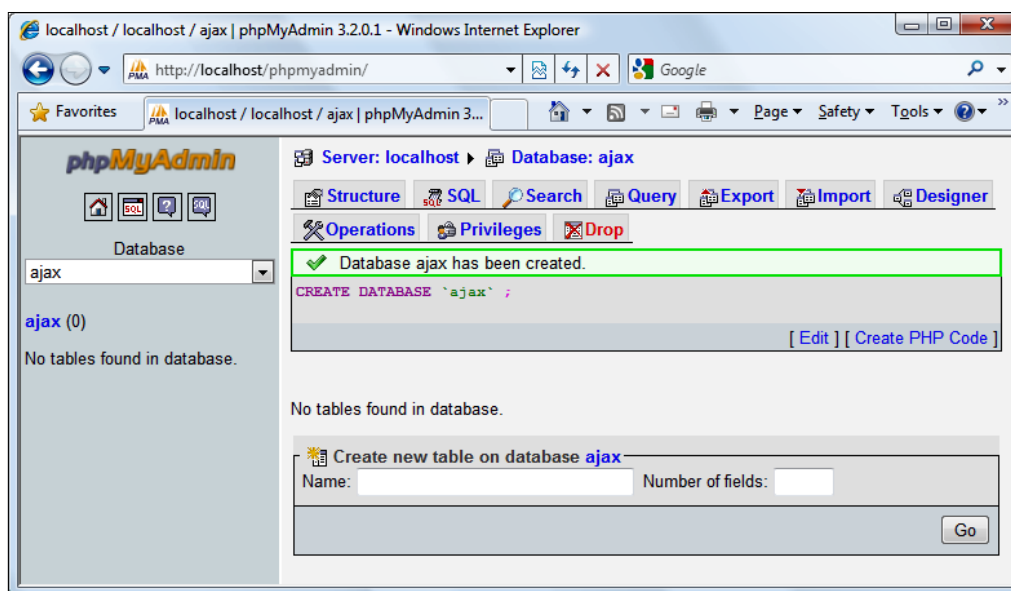 localhost / localhost / ajax | phpMyAdmin 3.2.0.1 - Windows Internet Explorer
PMA http://localhost/phpmyadmin/ Google
Favorites PMA localhost / localhost / ajax | phpMyAdmin 3... Page Safety Tools »
phpMyAdmin
SQL ? SQL
Database
ajax
ajax (0)
No tables found in database.
Server: localhost Database: ajax
Structure SQL Search Query Export Import Designer
Operations Privileges Drop
Database ajax has been created.
CREATE DATABASE `ajax` ;
[ Edit ] [ Create PHP Code ]
No tables found in database.
Create new table on database ajax
Name: Number of fields:
Go